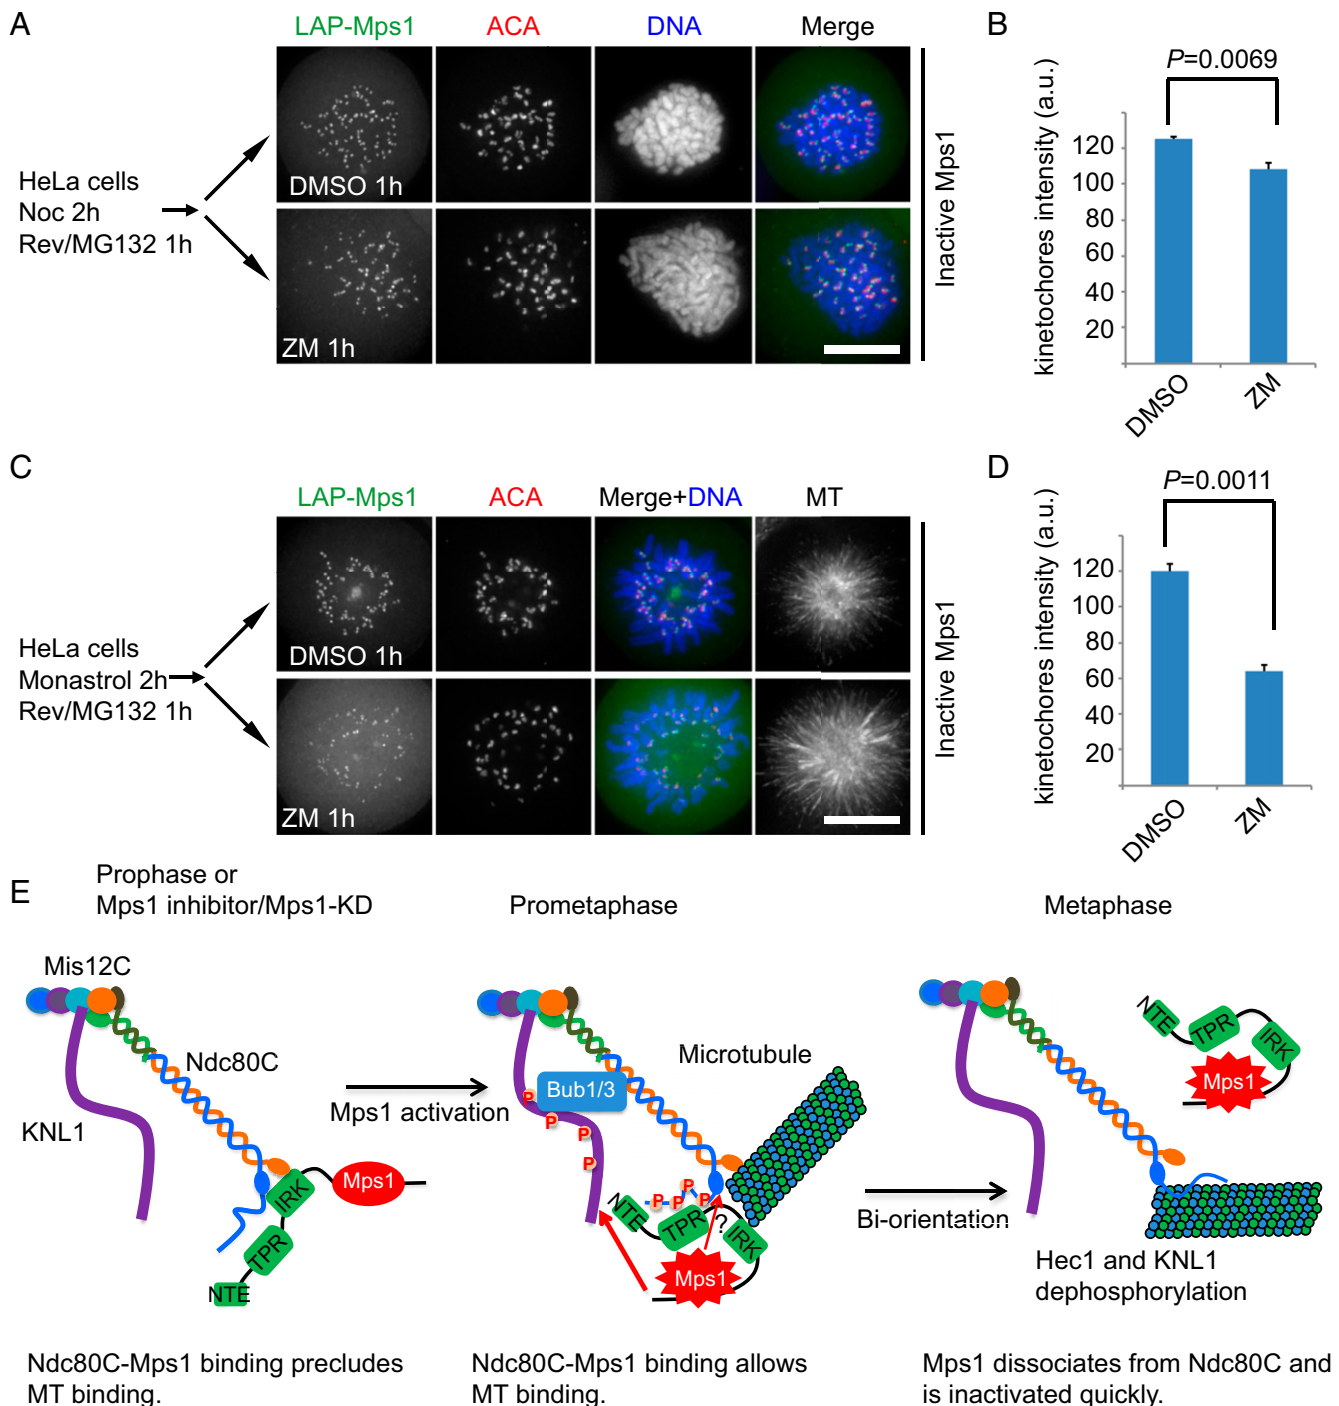 A
LAP-Mps1 ACA DNA Merge
HeLa cells
Noc 2h
Rev/MG132 1h
DMSO 1h
ZM 1h
Inactive Mps1
B
P=0.0069
kinetochores intensity (a.u.)
120
100
80
60
40
20
DMSO ZM
C
LAP-Mps1 ACA Merge+DNA MT
HeLa cells
Monastrol 2h
Rev/MG132 1h
DMSO 1h
ZM 1h
Inactive Mps1
D
P=0.0011
kinetochores intensity (a.u.)
120
100
80
60
40
20
DMSO ZM
E
Prophase or
Mps1 inhibitor/Mps1-KD
Mis12C
Ndc80C
KNL1
IRK
Mps1
TPR
NTE
Ndc80C-Mps1 binding precludes
MT binding.
Mps1 activation
Prometaphase
Microtubule
Bub1/3
P
P
P
P
P
P
P
P
NTE
TPR
?
IRK
Mps1
Ndc80C-Mps1 binding allows
MT binding.
Bi-orientation
Metaphase
NTE
TPR
IRK
Mps1
Hec1 and KNL1
dephosphorylation
Mps1 dissociates from Ndc80C and
is inactivated quickly.